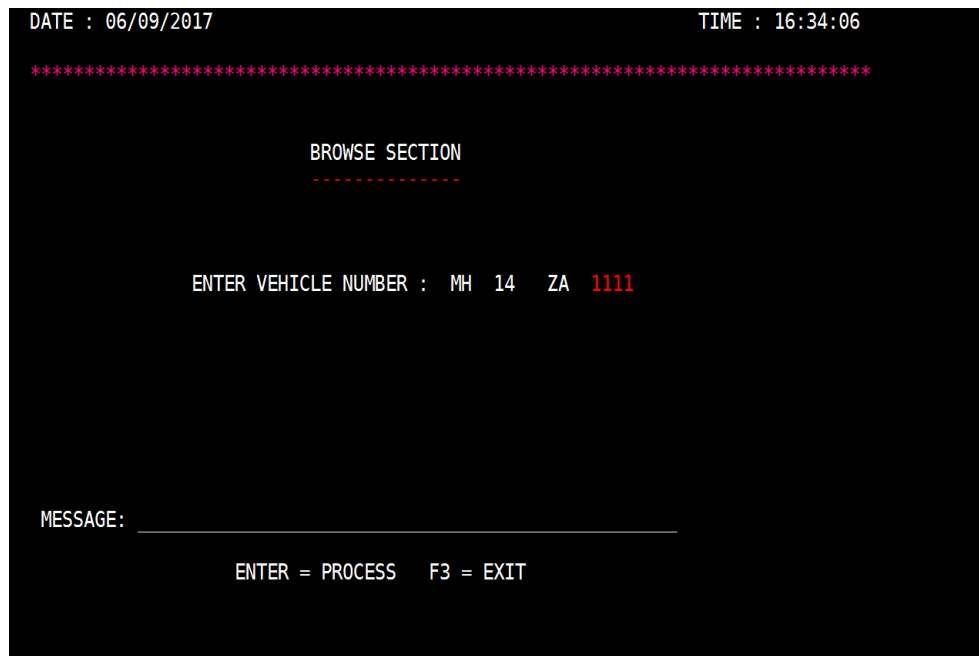 DATE : 06/09/2017 TIME : 16:34:06
******************************************************************************
BROWSE SECTION
--------------
ENTER VEHICLE NUMBER : MH 14 ZA 1111
MESSAGE: __________________________________________________
ENTER = PROCESS F3 = EXIT